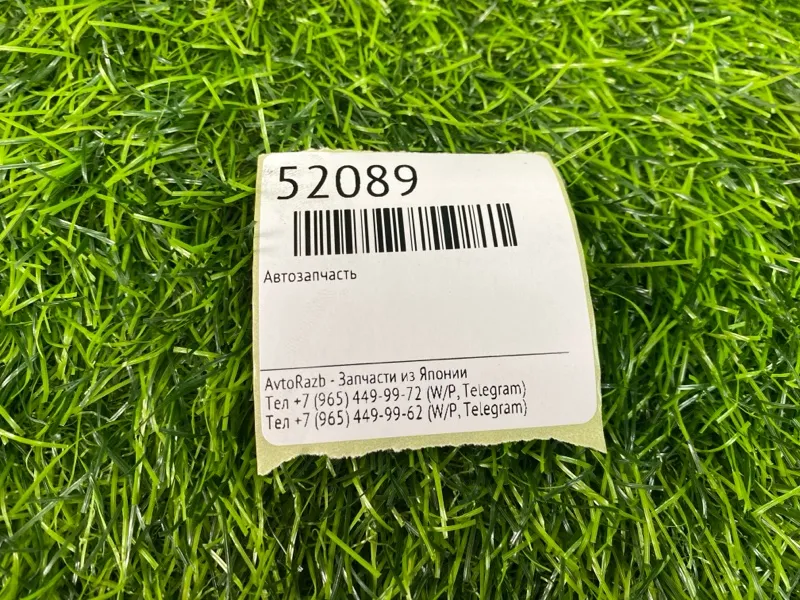 52089
Автозапчасть
AvtoRazb - Запчасти из Японии
Тел +7 (965) 449-99-72 (W/P, Telegram)
Тел +7 (965) 449-99-62 (W/P, Telegram)